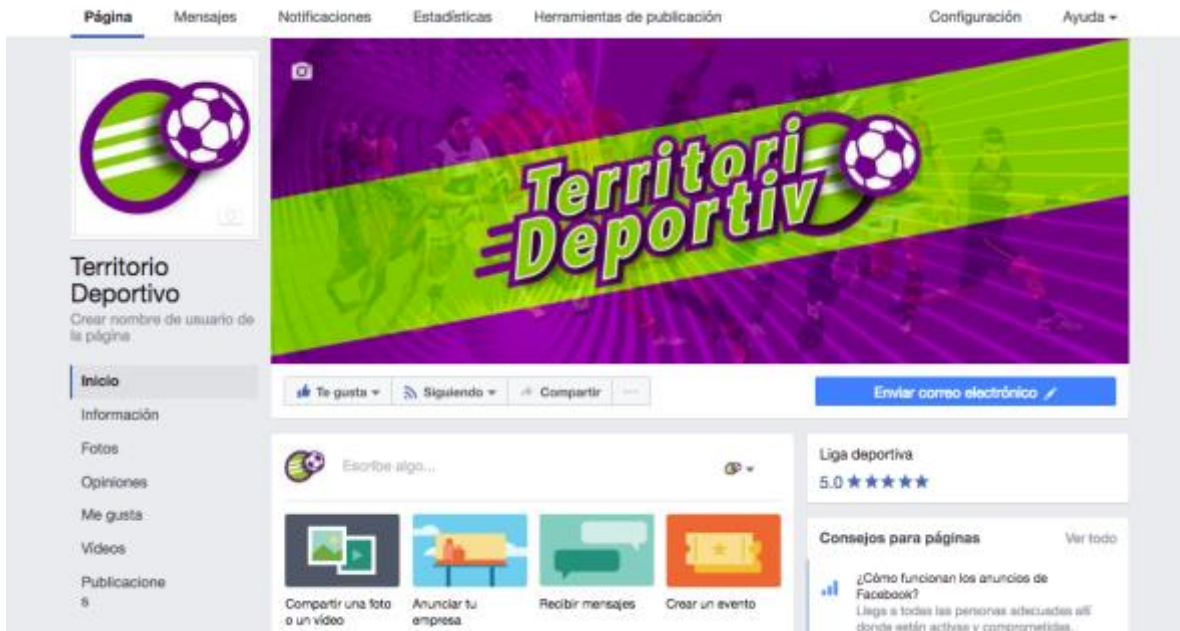 Página Mensajes Notificaciones Estadísticas Herramientas de publicación Configuración Ayuda
Territori
Deportiv
Territorio
Deportivo
Crear nombre de usuario de
la página
Inicio
Información
Fotos
Opiniones
Me gusta
Vídeos
Publicacione
s
Te gusta Siguiendo Compartir ...
Enviar correo electrónico
Escribe algo...
Compartir una foto
o un vídeo
Anunciar tu
empresa
Recibir mensajes
Crear un evento
Liga deportiva
5.0
Consejos para páginas Ver todo
¿Cómo funcionan los anuncios de
Facebook?
Llega a todas las personas adecuadas allí
donde están activas y comprometidas.